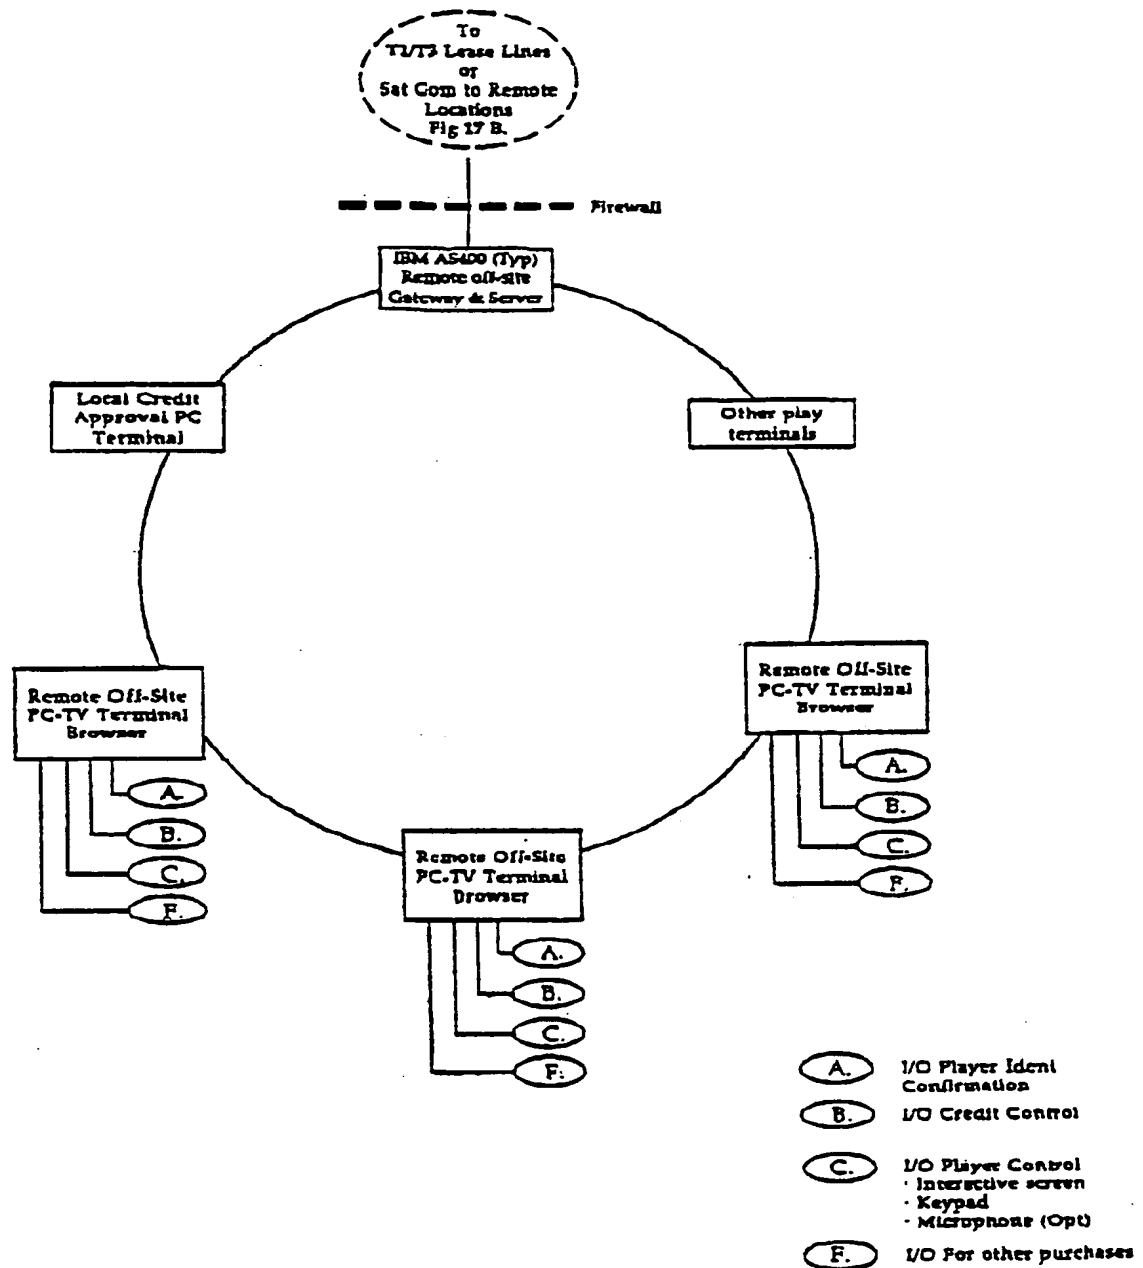 To
T1/T3 Lease Lines
or
Sat Com to Remote
Locations
Fig 17 B.
Firewall
IBM AS400 (Typ)
Remote off-site
Gateway & Server
Local Credit
Approval PC
Terminal
Other play
terminals
Remote Off-Site
PC-TV Terminal
Browser
A.
B.
C.
F.
Remote Off-Site
PC-TV Terminal
Browser
A.
B.
C.
F.
Remote Off-Site
PC-TV Terminal
Browser
A.
B.
C.
F.
A. I/O Player Ident
Confirmation
B. I/O Credit Control
C. I/O Player Control
· Interactive screen
· Keypad
· Microphone (Opt)
F. I/O For other purchases